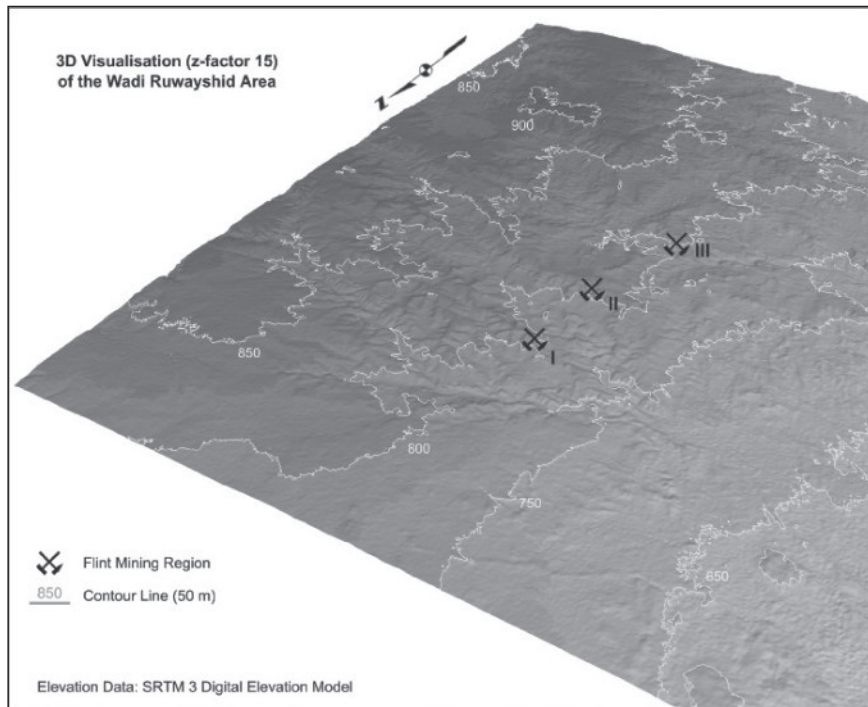 3D Visualisation (z-factor 15)
of the Wadi Ruwayshid Area
N
850
900
III
II
I
850
800
750
650
Flint Mining Region
850 Contour Line (50 m)
Elevation Data: SRTM 3 Digital Elevation Model